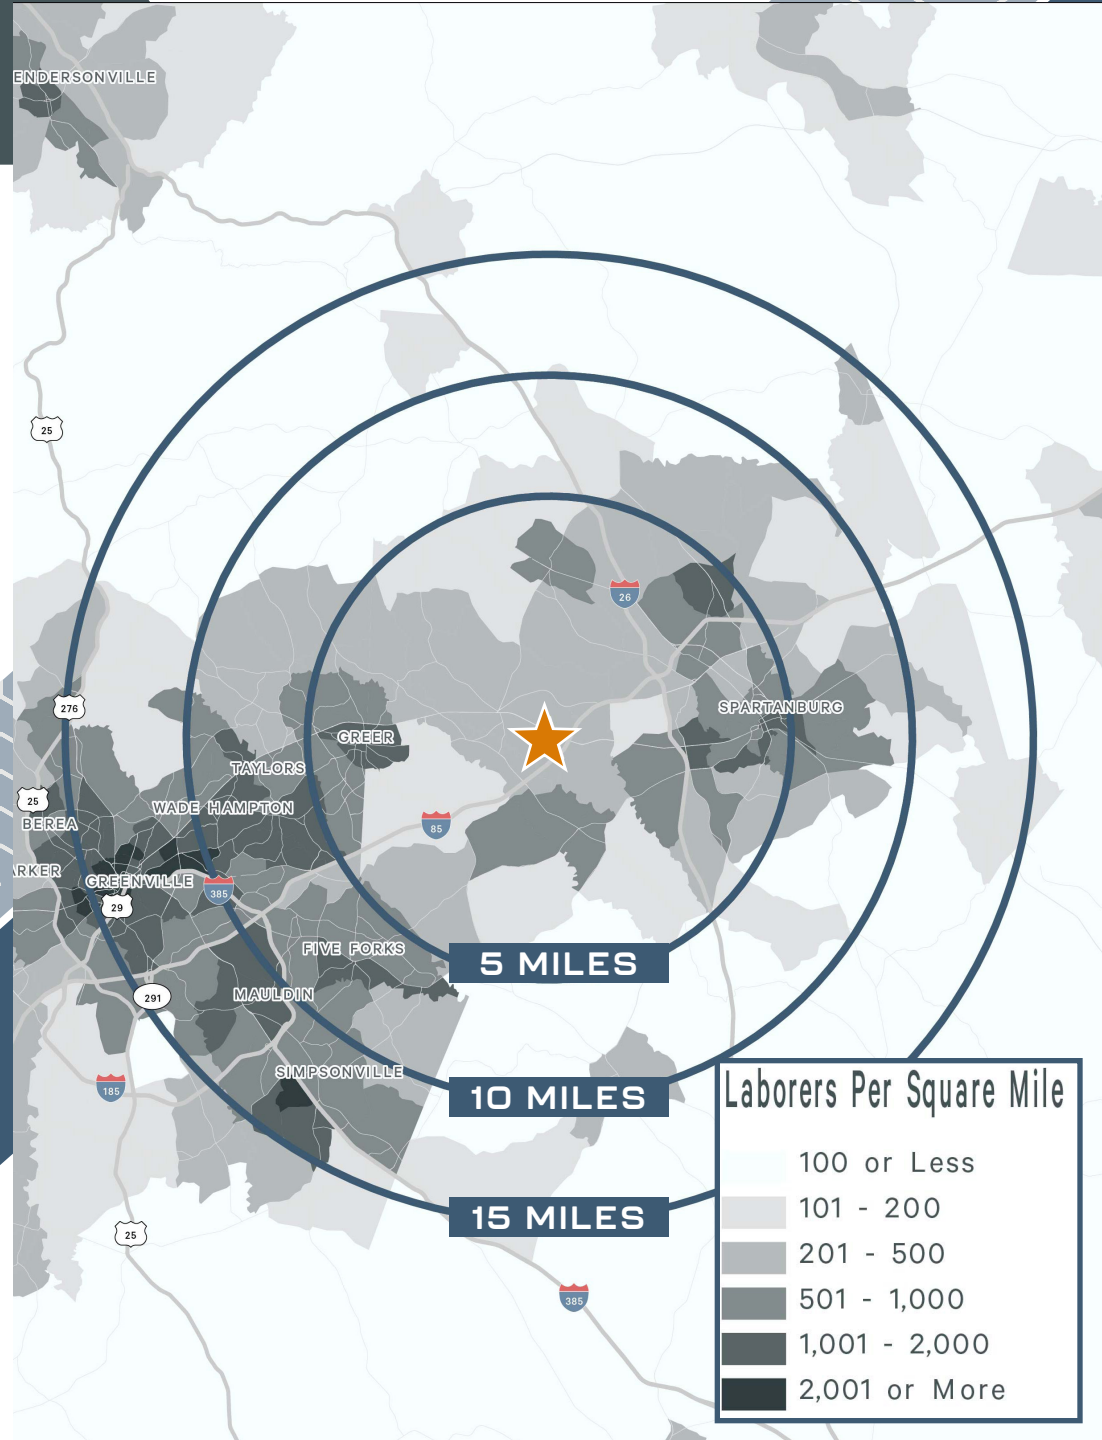 ENDERSONVILLE
25
26
276
SPARTANBURG
GREER
TAYLORS
25
WADE HAMPTON
BEREA
85
ARKER
GREENVILLE
385
29
FIVE FORKS
5 MILES
MAULDIN
291
SIMPSONVILLE
185
10 MILES
15 MILES
25
385
Laborers Per Square Mile
100 or Less
101 - 200
201 - 500
501 - 1,000
1,001 - 2,000
2,001 or More